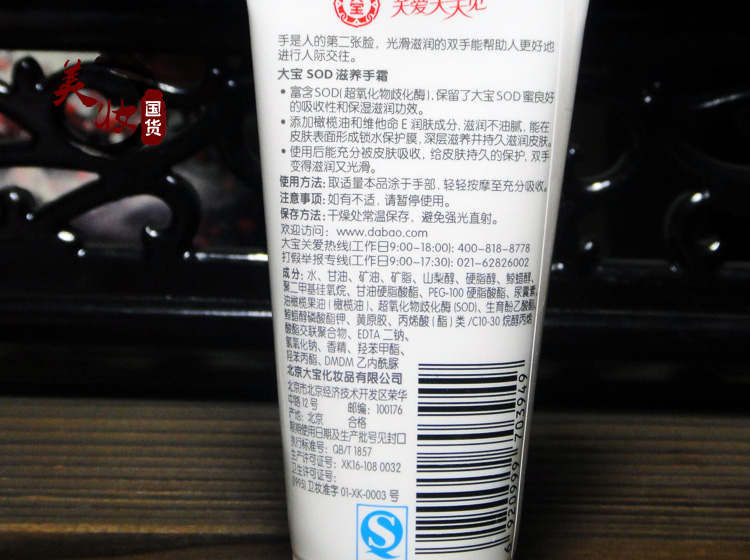 宝
关爱天天见
手是人的第二张脸，光滑滋润的双手能帮助人更好地
进行人际交往。
大宝 SOD 滋养手霜
• 富含SOD(超氧化物歧化酶)，保留了大宝SOD蜜良好
的吸收性和保湿滋润功效。
• 添加橄榄油和维他命E润肤成分，滋润不油腻，能在
皮肤表面形成锁水保护膜，深层滋养并持久滋润皮肤。
• 使用后能充分被皮肤吸收，给皮肤持久的保护，双手
变得滋润又光滑。
使用方法: 取适量本品涂于手部，轻轻按摩至充分吸收。
注意事项: 如有不适，请暂停使用。
保存方法: 干燥处常温保存，避免强光直射。
欢迎访问: www.dabao.com
大宝关爱热线(工作日9:00-18:00): 400-818-8778
打假举报专线(工作日9:00-17:30): 021-62826002
成分: 水、甘油、矿油、矿脂、山梨醇、硬脂醇、鲸蜡醇、
聚二甲基硅氧烷、甘油硬脂酸酯、PEG-100 硬脂酸酯、尿囊素、
油橄榄果油（橄榄油）、超氧化物歧化酶(SOD)、生育酚乙酸酯、
鲸蜡醇磷酸酯钾、黄原胶、丙烯酸（酯）类 /C10-30 烷醇丙烯
酸酯交联聚合物、EDTA 二钠、
氢氧化钠、香精、羟苯甲酯、
羟苯丙酯、DMDM 乙内酰脲
北京大宝化妆品有限公司
北京市北京经济技术开发区荣华
中路12号 邮编: 100176
产地: 北京 合格
限期使用日期及生产批号见封口
执行标准号: QB/T 1857
生产许可证号: XK16-108 0032
卫生许可证号:
(1995)卫妆准字 01-XK-0003 号
6 920999 703949
美妆
国货